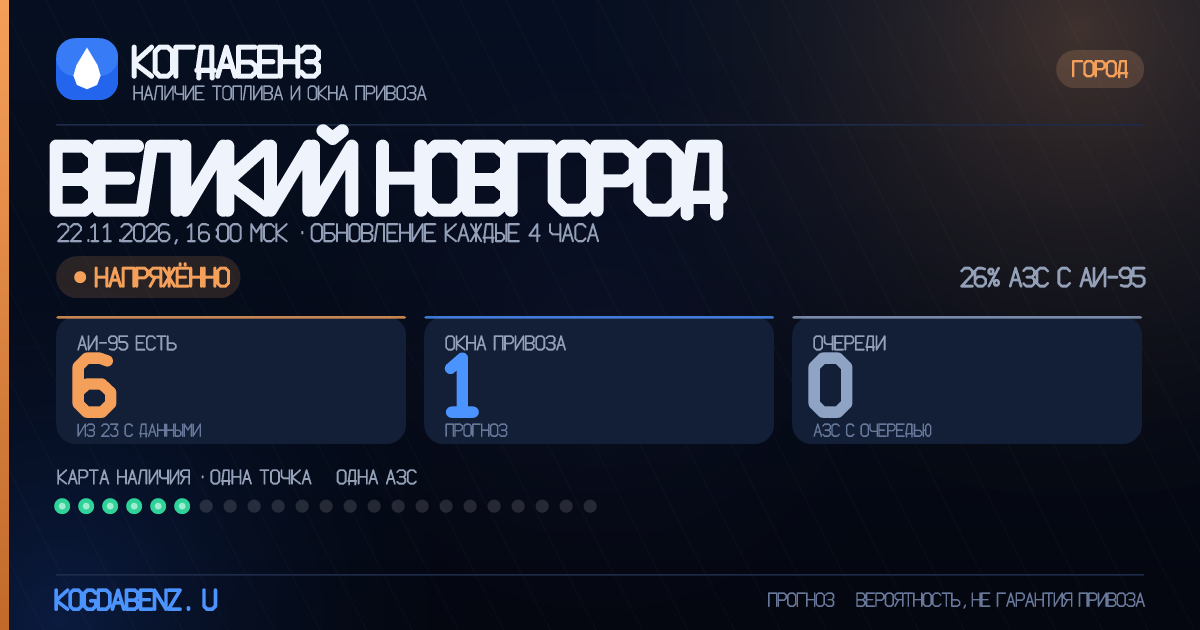 КОГДАБЕНЗ
НАЛИЧИЕ ТОПЛИВА И ОКНА ПРИВОЗА
ГОРОД
ВЕЛИКИЙ НОВГОРОД
22.11.2026, 16:00 МСК · ОБНОВЛЕНИЕ КАЖДЫЕ 4 ЧАСА
НАПРЯЖЁННО
26% АЗС С АИ-95
АИ-95 ЕСТЬ
6
ИЗ 23 С ДАННЫМИ
ОКНА ПРИВОЗА
1
ПРОГНОЗ
ОЧЕРЕДИ
0
АЗС С ОЧЕРЕДЬЮ
КАРТА НАЛИЧИЯ · ОДНА ТОЧКА ОДНА АЗС
KOGDABENZ. U
ПРОГНОЗ ВЕРОЯТНОСТЬ, НЕ ГАРАНТИЯ ПРИВОЗА